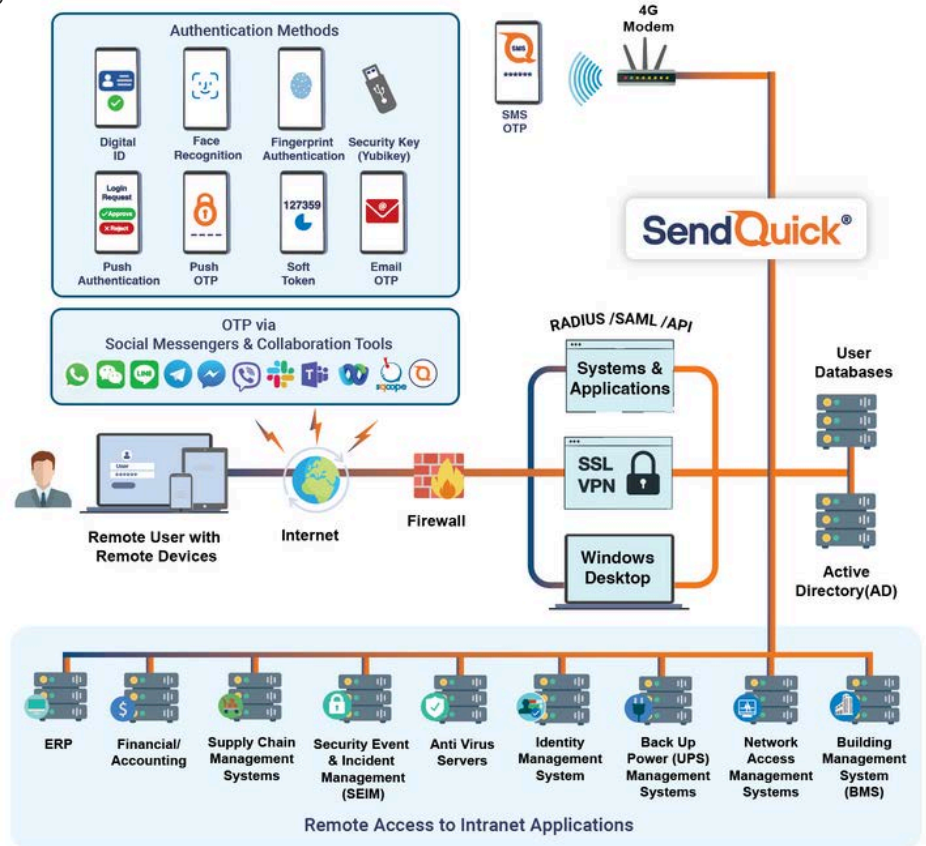 Authentication Methods
Digital
ID
Face
Recognition
Fingerprint
Authentication
Security Key
(Yubikey)
Login
Request
✓Approve
✗ Reject
Push
Authentication
Push
OTP
127359
Soft
Token
Email
OTP
SMS
******
SMS
OTP
4G
Modem
SendQuick®
OTP via
Social Messengers & Collaboration Tools
LINE
T
sqoope
RADIUS /SAML /API
Systems &
Applications
SSL
VPN
Windows
Desktop
User
Databases
Active
Directory(AD)
User
******
Remote User with
Remote Devices
Internet
Firewall
ERP
$
Financial/
Accounting
Supply Chain
Management
Systems
Security Event
& Incident
Management
(SEIM)
Anti Virus
Servers
Identity
Management
System
Back Up
Power (UPS)
Management
Systems
Network
Access
Management
Systems
Building
Management
System
(BMS)
Remote Access to Intranet Applications